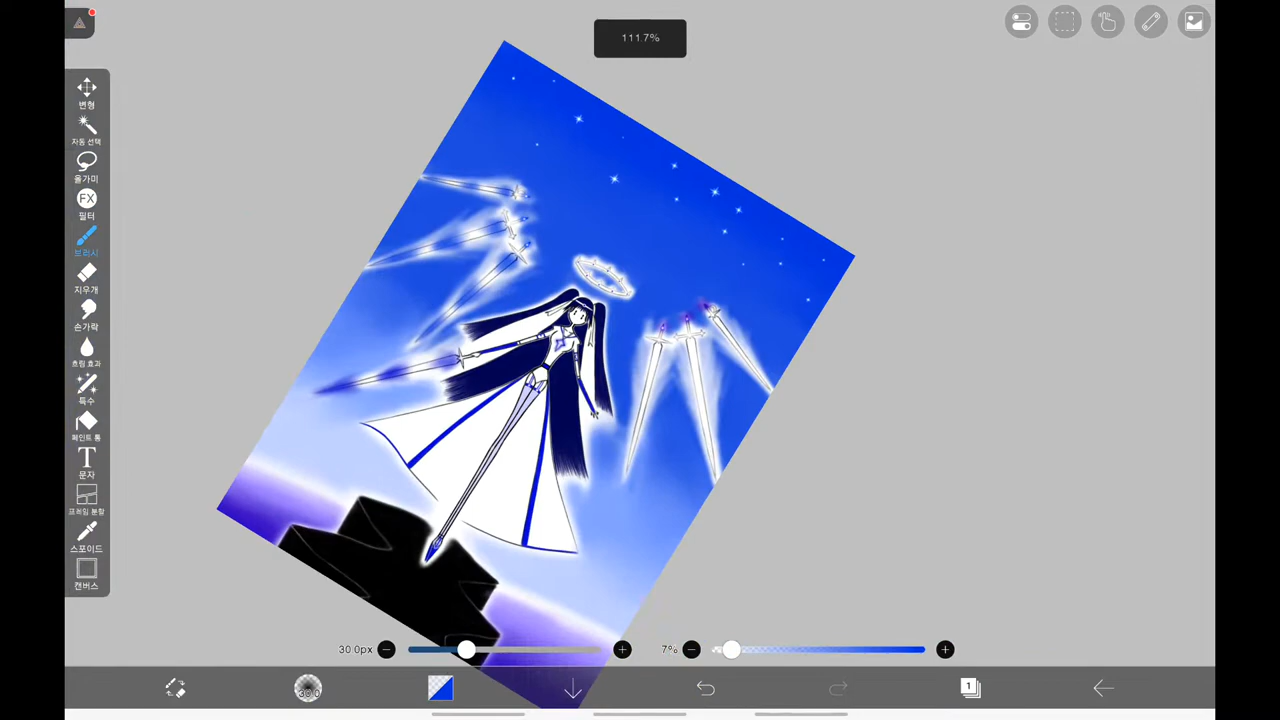 111.7%
변형
자동 선택
올가미
FX
필터
브러시
지우개
손가락
흐림 효과
특수
페인트 통
T
문자
프레임 분할
스포이드
캔버스
30.0px
7%
30.0
1